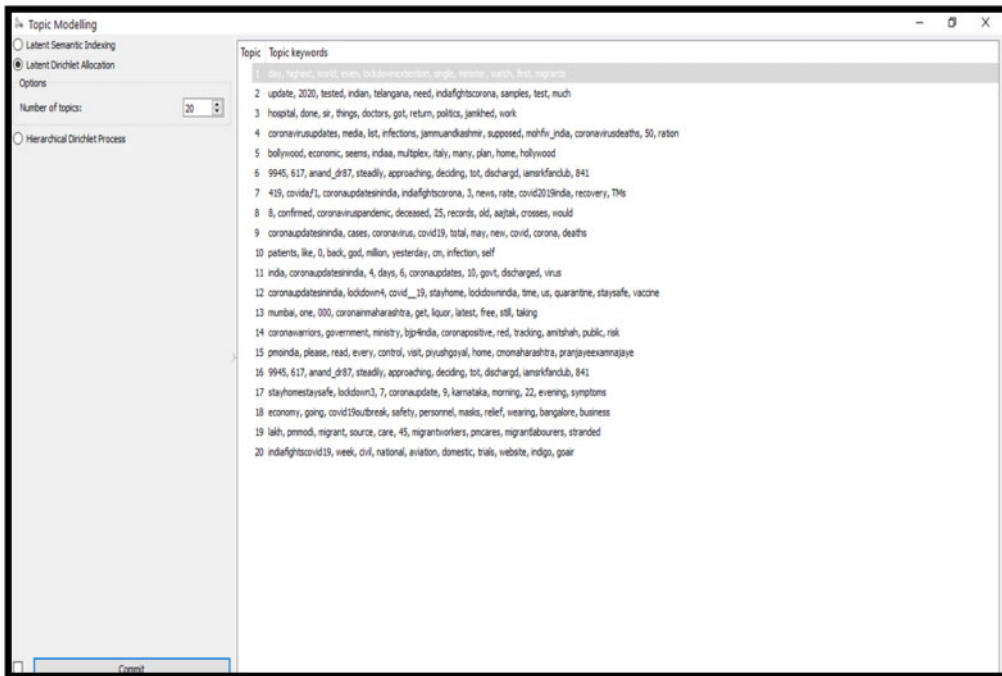 Topic Modelling
Latent Semantic Indexing
Latent Dirichlet Allocation
Options
Number of topics: 20
Hierarchical Dirichlet Process
Commit
Topic Topic keywords
1 day, highest, world, even, lockdownextention, single, minister, watch, first, migrants
2 update, 2020, tested, indian, telangana, need, indiafightscorona, samples, test, much
3 hospital, done, sir, things, doctors, got, return, politics, jamkhed, work
4 coronavirusupdates, media, list, infections, jammuandkashmir, supposed, mohfw_india, coronavirusdeaths, 50, ration
5 bollywood, economic, seems, indiaa, multiplex, italy, many, plan, home, hollywood
6 9945, 617, anand_dr87, steadily, approaching, deciding, tot, dischargd, iamsrkfanclub, 841
7 419, covidaƒ1, coronaupdatesinindia, indiafightscorona, 3, news, rate, covid2019india, recovery, TMs
8 8, confirmed, coronaviruspandemic, deceased, 25, records, old, aajtak, crosses, would
9 coronaupdatesinindia, cases, coronavirus, covid19, total, may, new, covid, corona, deaths
10 patients, like, 0, back, god, million, yesterday, cm, infection, self
11 india, coronaupdatesinindia, 4, days, 6, coronaupdates, 10, govt, discharged, virus
12 coronaupdatesinindia, lockdown4, covid__19, stayhome, lockdownindia, time, us, quarantine, staysafe, vaccine
13 mumbai, one, 000, coronainmaharashtra, get, liquor, latest, free, still, taking
14 coronawarriors, government, ministry, bjp4india, coronapositive, red, tracking, amitshah, public, risk
15 pmoindia, please, read, every, control, visit, piyushgoyal, home, cmomaharashtra, pranjayeexamnajaye
16 9945, 617, anand_dr87, steadily, approaching, deciding, tot, dischargd, iamsrkfanclub, 841
17 stayhomestaysafe, lockdown3, 7, coronaupdate, 9, karnataka, morning, 22, evening, symptoms
18 economy, going, covid19outbreak, safety, personnel, masks, relief, wearing, bangalore, business
19 lakh, pmmodi, migrant, source, care, 45, migrantworkers, pmcares, migrantlabourers, stranded
20 indiafightscovid19, week, civil, national, aviation, domestic, trials, website, indigo, goair